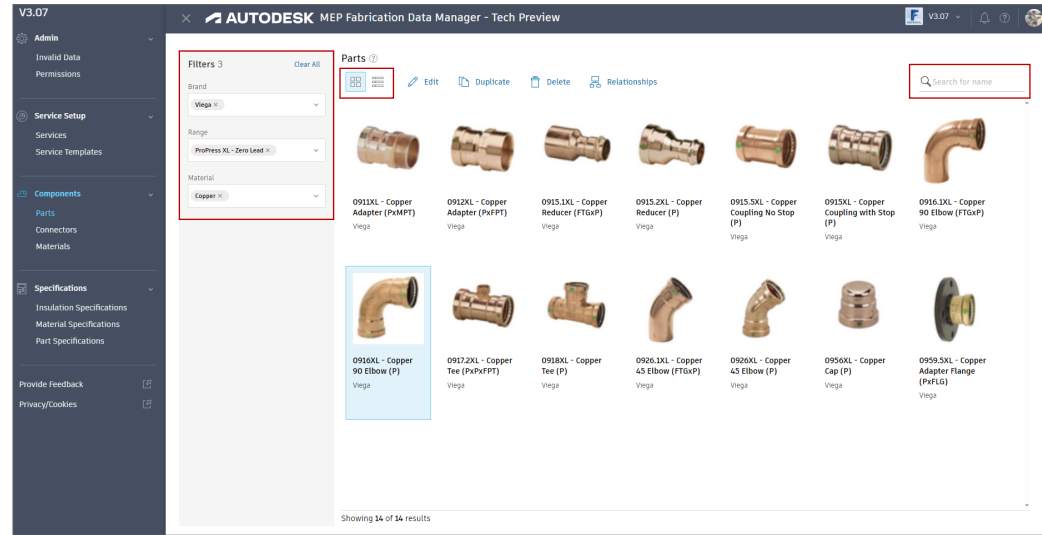 V3.07
AUTODESK MEP Fabrication Data Manager - Tech Preview
V3.07
Admin
Invalid Data
Permissions
Service Setup
Services
Service Templates
Components
Parts
Connectors
Materials
Specifications
Insulation Specifications
Material Specifications
Part Specifications
Provide Feedback
Privacy/Cookies
Filters 3
Clear All
Brand
Viega ×
Range
ProPress XL - Zero Lead ×
Material
Copper ×
Parts
Edit
Duplicate
Delete
Relationships
Search for name
0911XL - Copper
Adapter (PxMPT)
Viega
0912XL - Copper
Adapter (PxFPT)
Viega
0915.1XL - Copper
Reducer (FTGxP)
Viega
0915.2XL - Copper
Reducer (P)
Viega
0915.5XL - Copper
Coupling No Stop
(P)
Viega
0915XL - Copper
Coupling with Stop
(P)
Viega
0916.1XL - Copper
90 Elbow (FTGxP)
Viega
0916XL - Copper
90 Elbow (P)
Viega
0917.2XL - Copper
Tee (PxPxFPT)
Viega
0918XL - Copper
Tee (P)
Viega
0926.1XL - Copper
45 Elbow (FTGxP)
Viega
0926XL - Copper
45 Elbow (P)
Viega
0956XL - Copper
Cap (P)
Viega
0959.5XL - Copper
Adapter Flange
(PxFLG)
Viega
Showing 14 of 14 results